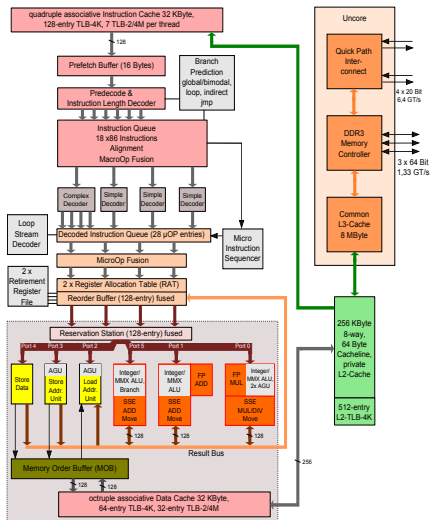 quadruple associative Instruction Cache 32 KByte,
128-entry TLB-4K, 7 TLB-2/4M per thread
128
Prefetch Buffer (16 Bytes)
Branch
Prediction
global/bimodal,
loop, indirect
jmp
Predecode &
Instruction Length Decoder
Instruction Queue
18 x86 Instructions
Alignment
MacroOp Fusion
Complex
Decoder
Simple
Decoder
Simple
Decoder
Simple
Decoder
Loop
Stream
Decoder
Decoded Instruction Queue (28 µOP entries)
Micro
Instruction
Sequencer
MicroOp Fusion
2 x
Retirement
Register
File
2 x Register Allocation Table (RAT)
Reorder Buffer (128-entry) fused
Reservation Station (128-entry) fused
Port 4
Port 3
Port 2
Port 5
Port 1
Port 0
Store
Data
AGU
Store
Addr.
Unit
AGU
Load
Addr.
Unit
Integer/
MMX ALU,
Branch
SSE
ADD
Move
Integer/
MMX
ALU
SSE
ADD
Move
FP
ADD
FP
MUL
Integer/
MMX ALU,
2x AGU
SSE
MUL/DIV
Move
128
128
128
Result Bus
Memory Order Buffer (MOB)
128
128
128
256
octruple associative Data Cache 32 KByte,
64-entry TLB-4K, 32-entry TLB-2/4M
Uncore
Quick Path
Inter-
connect
4 x 20 Bit
6,4 GT/s
DDR3
Memory
Controller
3 x 64 Bit
1,33 GT/s
Common
L3-Cache
8 MByte
256 KByte
8-way,
64 Byte
Cacheline,
private
L2-Cache
512-entry
L2-TLB-4K